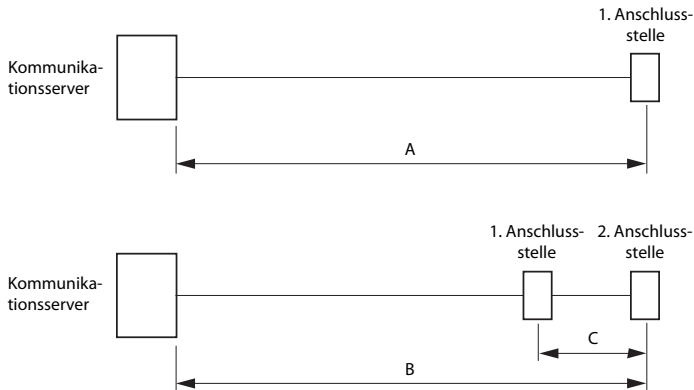 1. Anschluss-
stelle
Kommunika-
tionsserver
A
1. Anschluss-
stelle
2. Anschluss-
stelle
Kommunika-
tionsserver
C
B